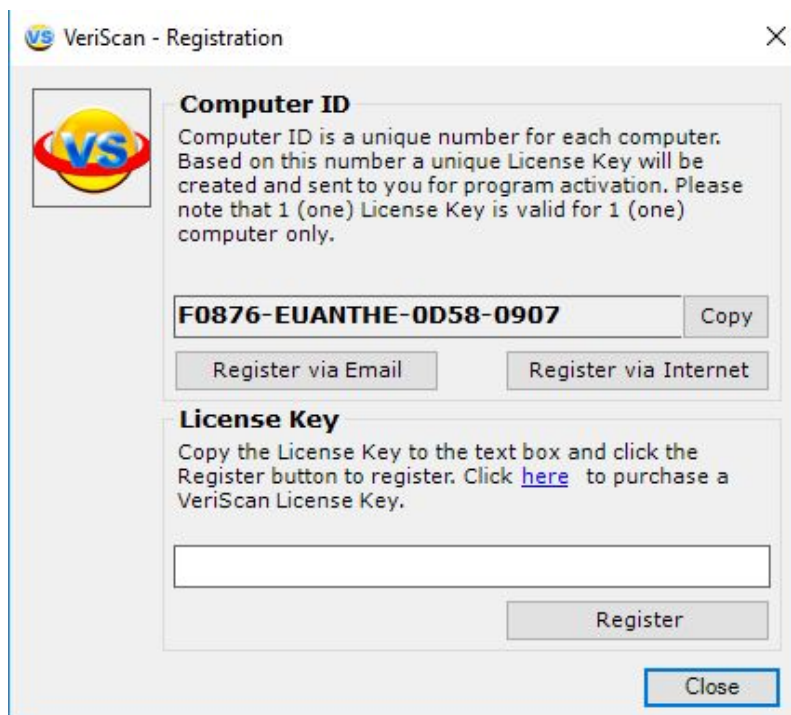 VS VeriScan - Registration
VS
Computer ID
Computer ID is a unique number for each computer.
Based on this number a unique License Key will be
created and sent to you for program activation. Please
note that 1 (one) License Key is valid for 1 (one)
computer only.
F0876-EUANTHE-0D58-0907 Copy
Register via Email Register via Internet
License Key
Copy the License Key to the text box and click the
Register button to register. Click here to purchase a
VeriScan License Key.
Register
Close